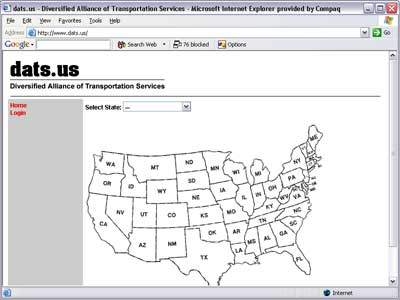 dats.us - Diversified Alliance of Transportation Services - Microsoft Internet Explorer provided by Compaq
File Edit View Favorites Tools Help
Address http://www.dats.us/ Go
Google Search Web 76 blocked Options
dats.us
Diversified Alliance of Transportation Services
Home
Login
Select State: ---
WA MT ND MN ME
OR ID WY SD WI MI NY
NV UT CO NE IA IL IN OH PA
CA KS MO KY WV VA
AZ NM OK AR TN NC
TX LA MS AL GA SC
FL
Internet